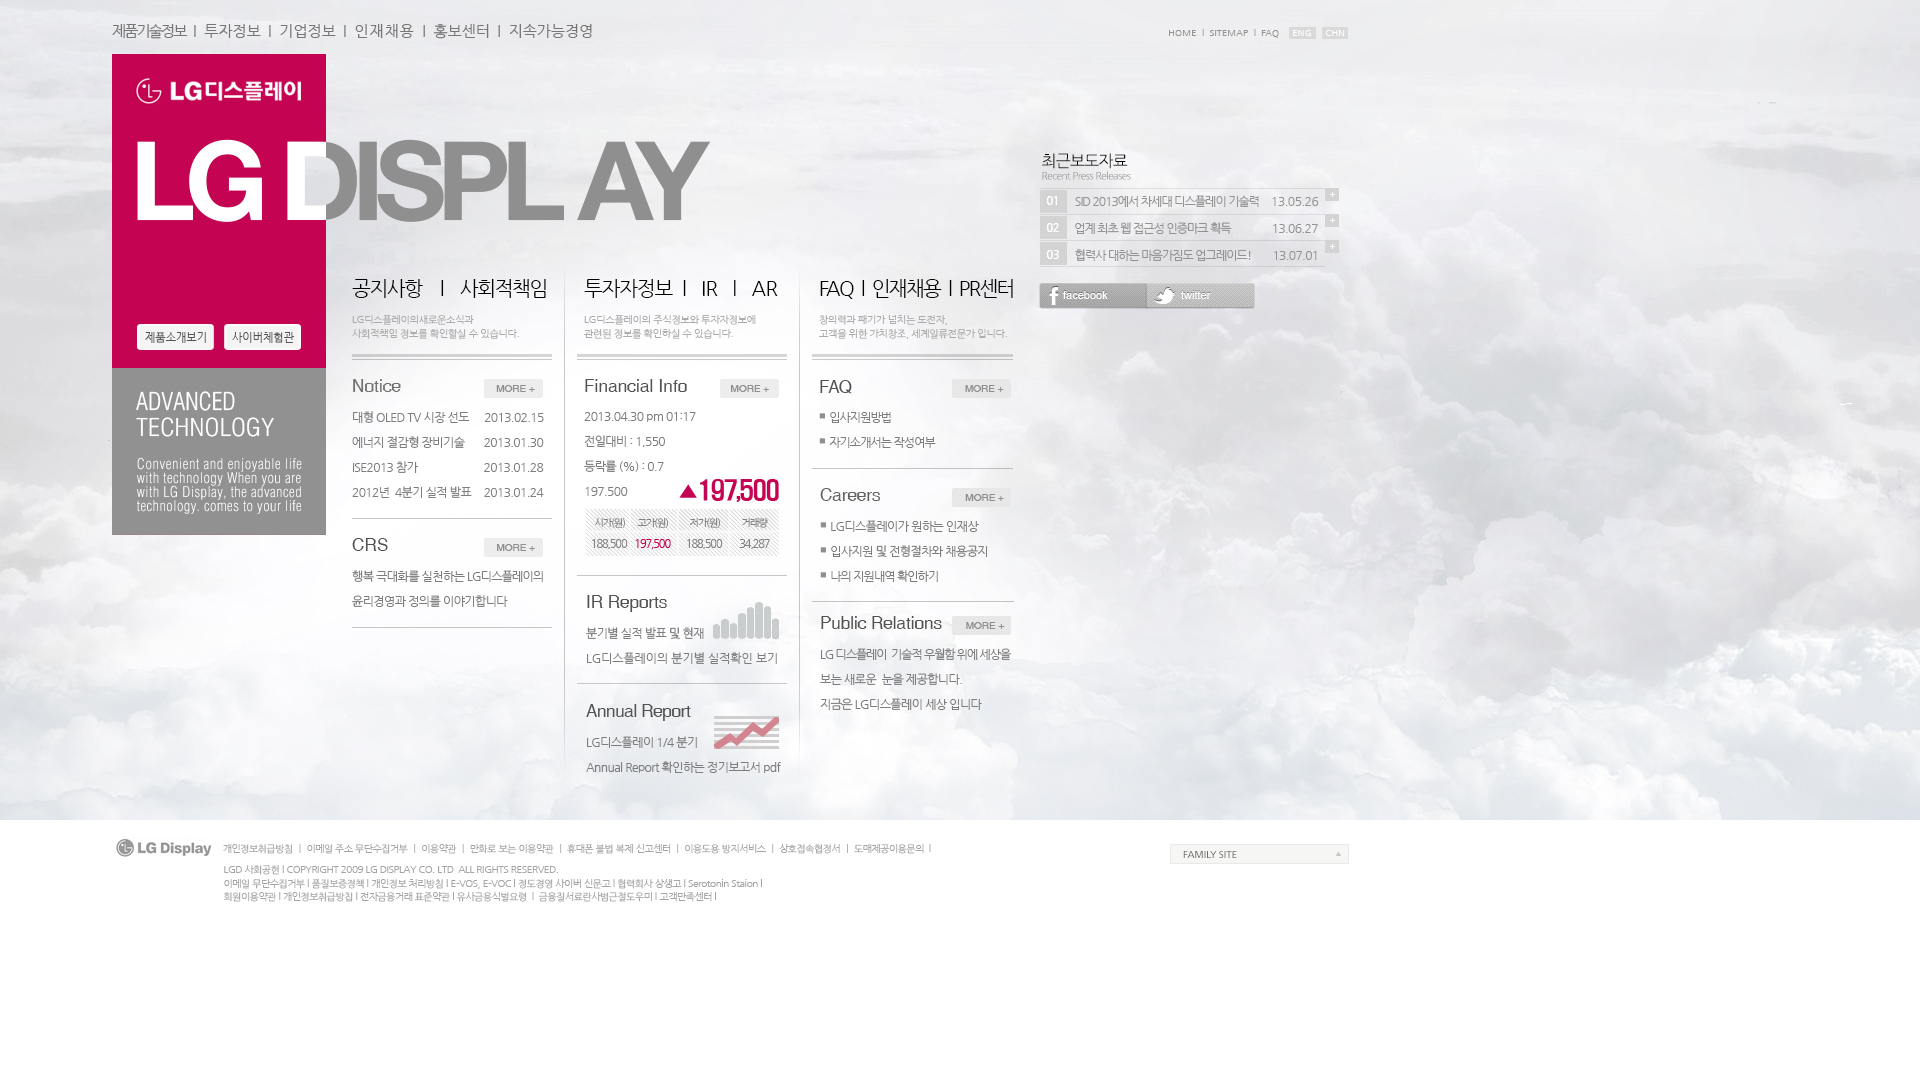 제품기술정보 I 투자정보 I 기업정보 I 인재채용 I 홍보센터 I 지속가능경영
HOME I SITEMAP I FAQ ENG CHN
LG디스플레이
LG DISPLAY
제품소개보기 사이버체험관
ADVANCED
TECHNOLOGY
Convenient and enjoyable life
with technology When you are
with LG Display, the advanced
technology. comes to your life
공지사항 I 사회적책임
LG디스플레이의새로운소식과
사회적책임 정보를 확인할실 수 있습니다.
Notice MORE +
대형 OLED TV 시장 선도 2013.02.15
에너지 절감형 장비기술 2013.01.30
ISE2013 참가 2013.01.28
2012년 4분기 실적 발표 2013.01.24
CRS MORE +
행복 극대화를 실천하는 LG디스플레이의
윤리경영과 정의를 이야기합니다
투자자정보 I IR I AR
LG디스플레이의 주식정보와 투자자정보에
관련된 정보를 확인하실 수 있습니다.
Financial Info MORE +
2013.04.30 pm 01:17
전일대비 : 1,550
등락률 (%) : 0.7
197.500 ▲197,500
시가(원) 고가(원) 저가(원) 거래량
188,500 197,500 188,500 34,287
IR Reports
분기별 실적 발표 및 현재
LG디스플레이의 분기별 실적확인 보기
Annual Report
LG디스플레이 1/4 분기
Annual Report 확인하는 정기보고서 pdf
FAQ I 인재채용 I PR센터
창의력과 패기가 넘치는 도전자,
고객을 위한 가치창조, 세계일류전문가 입니다.
FAQ MORE +
입사지원방법
자기소개서는 작성여부
Careers MORE +
LG디스플레이가 원하는 인재상
입사지원 및 전형절차와 채용공지
나의 지원내역 확인하기
Public Relations MORE +
LG 디스플레이 기술적 우월함 위에 세상을
보는 새로운 눈을 제공합니다.
지금은 LG디스플레이 세상 입니다
최근보도자료
Recent Press Releases
01 SID 2013에서 차세대 디스플레이 기술력 13.05.26 +
02 업계 최초 웹 접근성 인증마크 획득 13.06.27 +
03 협력사 대하는 마음가짐도 업그레이드! 13.07.01 +
facebook twitter
LG Display
개인정보취급방침 I 이메일 주소 무단수집거부 I 이용약관 I 만화로 보는 이용약관 I 휴대폰 불법 복제 신고센터 I 이용도용 방지서비스 I 상호접속협정서 I 도매제공이용문의 I
LGD 사회공헌 I COPYRIGHT 2009 LG DISPLAY CO. LTD ALL RIGHTS RESERVED.
이메일 무단수집거부 I 품질보증정책 I 개인정보 처리방침 I E-VOS, E-VOC I 정도경영 사이버 신문고 I 협력회사 상생고 I Serotonin Staion I
회원이용약관 I 개인정보취급방침 I 전자금융거래 표준약관 I 유사금융식별요령 I 금융질서교란사범근절도우미 I 고객만족센터 I
FAMILY SITE